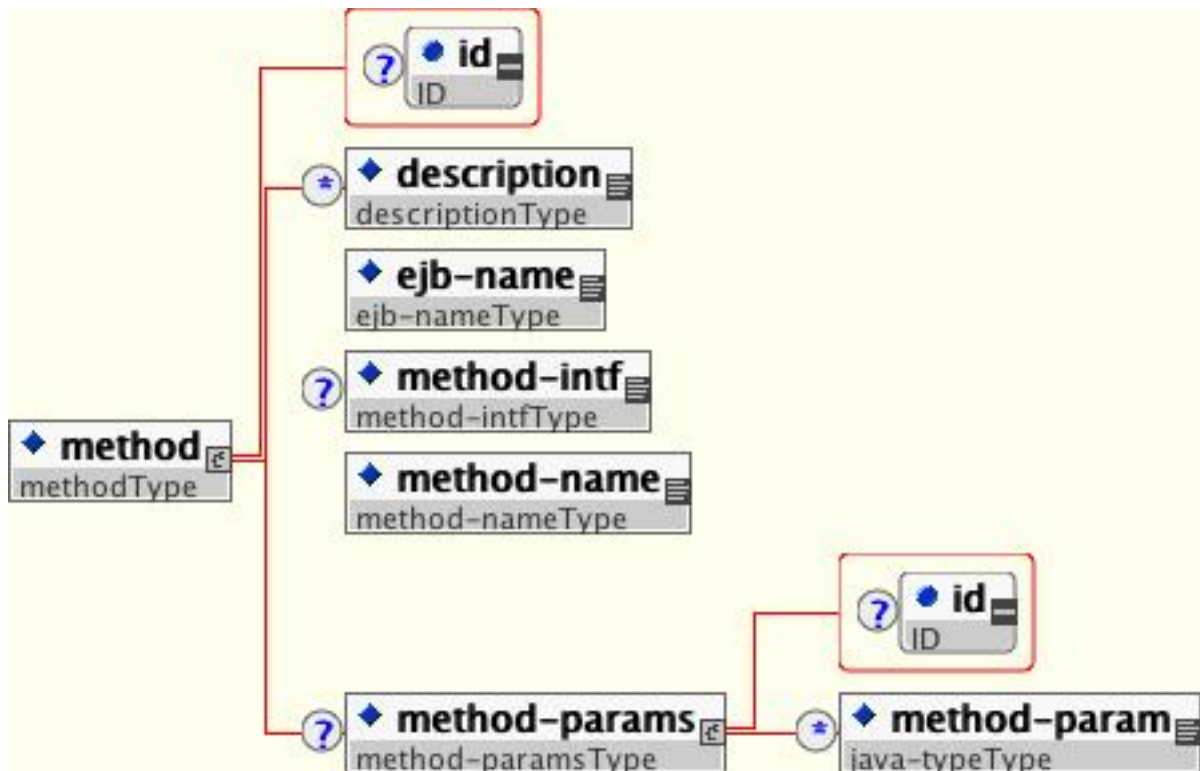 ? id
ID
* description
descriptionType
ejb-name
ejb-nameType
? method-intf
method-intfType
method
methodType
method-name
method-nameType
? id
ID
? method-params
method-paramsType
* method-param
java-typeType